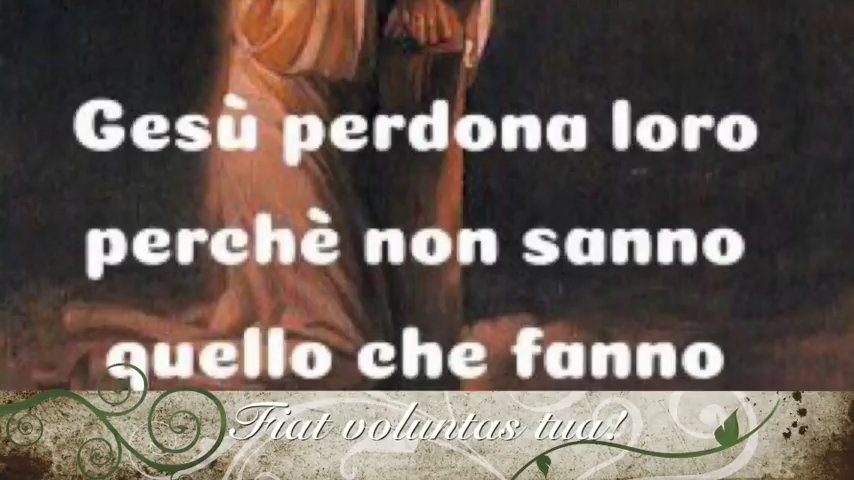 Gesù perdona loro
perchè non sanno
quello che fanno
Fiat voluntas tua!